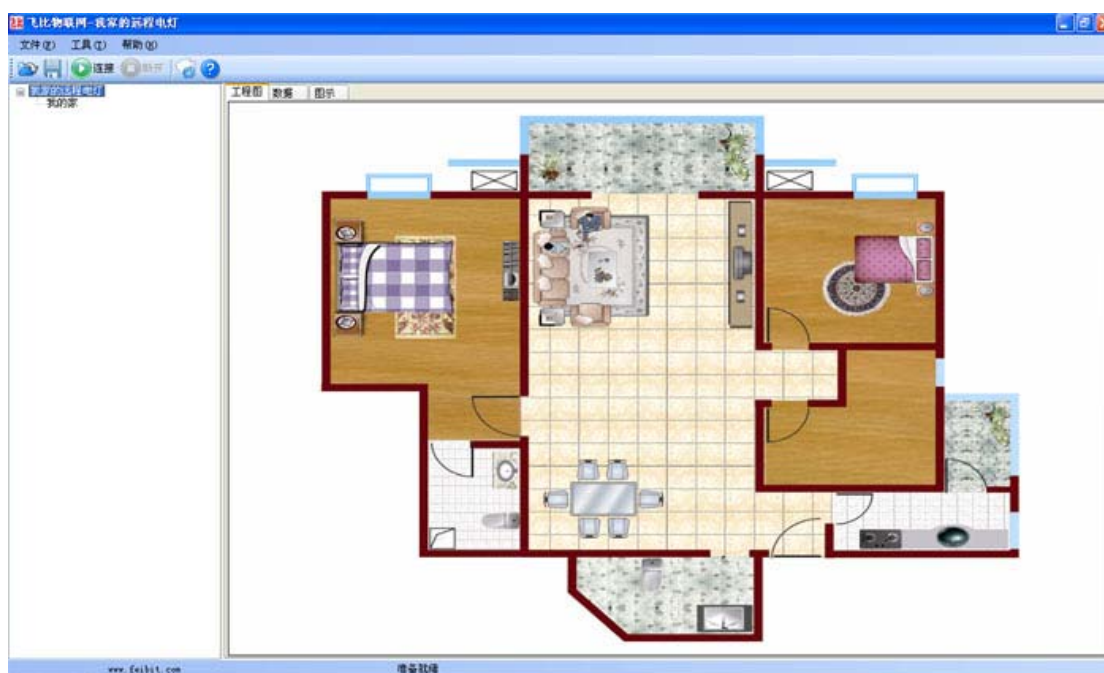 飞比物联网-我家的远程电灯
文件(F) 工具(T) 帮助(H)
连接 断开
我家的远程电灯
我的家
工程图 数据 图示
www.feibit.com 准备就绪